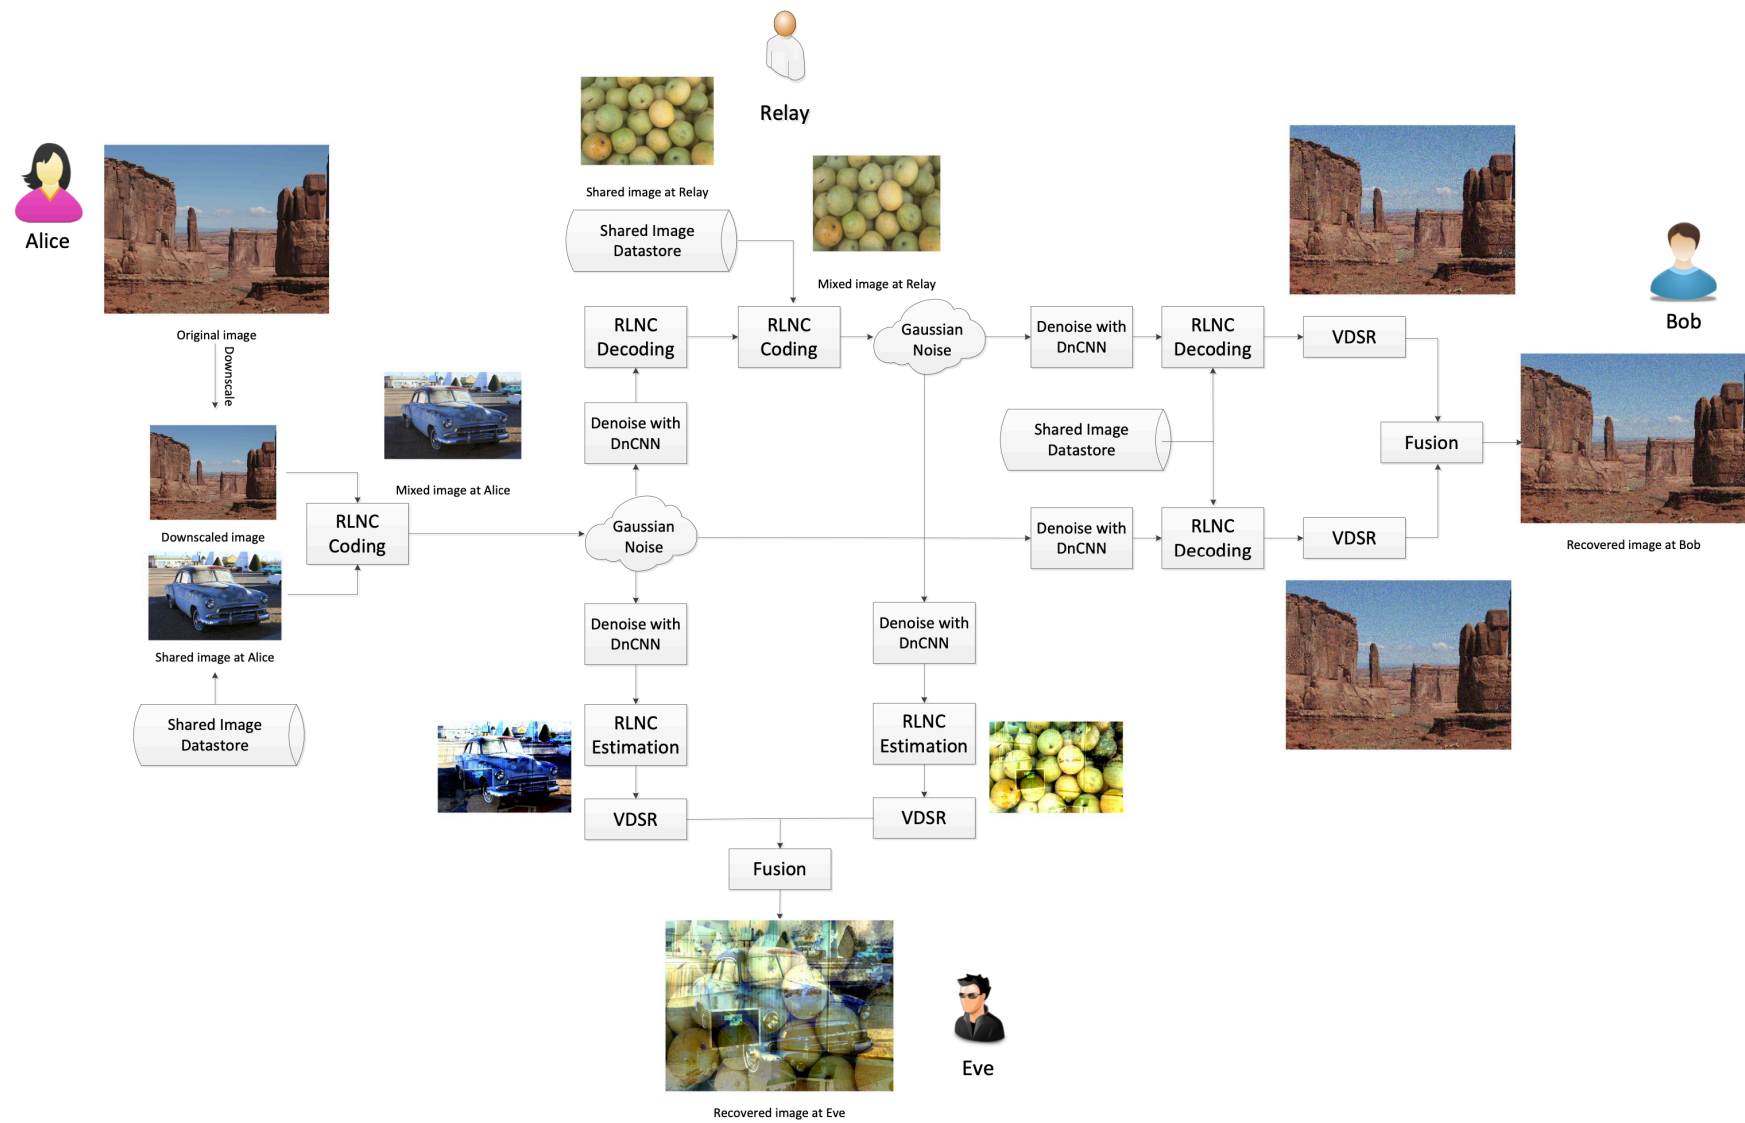 Relay
Shared image at Relay
Alice
Shared Image
Datastore
Mixed image at Relay
Original image
Downscale
RLNC
Decoding
RLNC
Coding
Gaussian
Noise
Denoise with
DnCNN
RLNC
Decoding
VDSR
Bob
Denoise with
DnCNN
Shared Image
Datastore
Fusion
Mixed image at Alice
RLNC
Coding
Gaussian
Noise
Denoise with
DnCNN
RLNC
Decoding
VDSR
Recovered image at Bob
Downscaled image
Shared image at Alice
Shared Image
Datastore
Denoise with
DnCNN
Denoise with
DnCNN
RLNC
Estimation
RLNC
Estimation
VDSR
VDSR
Fusion
Eve
Recovered image at Eve